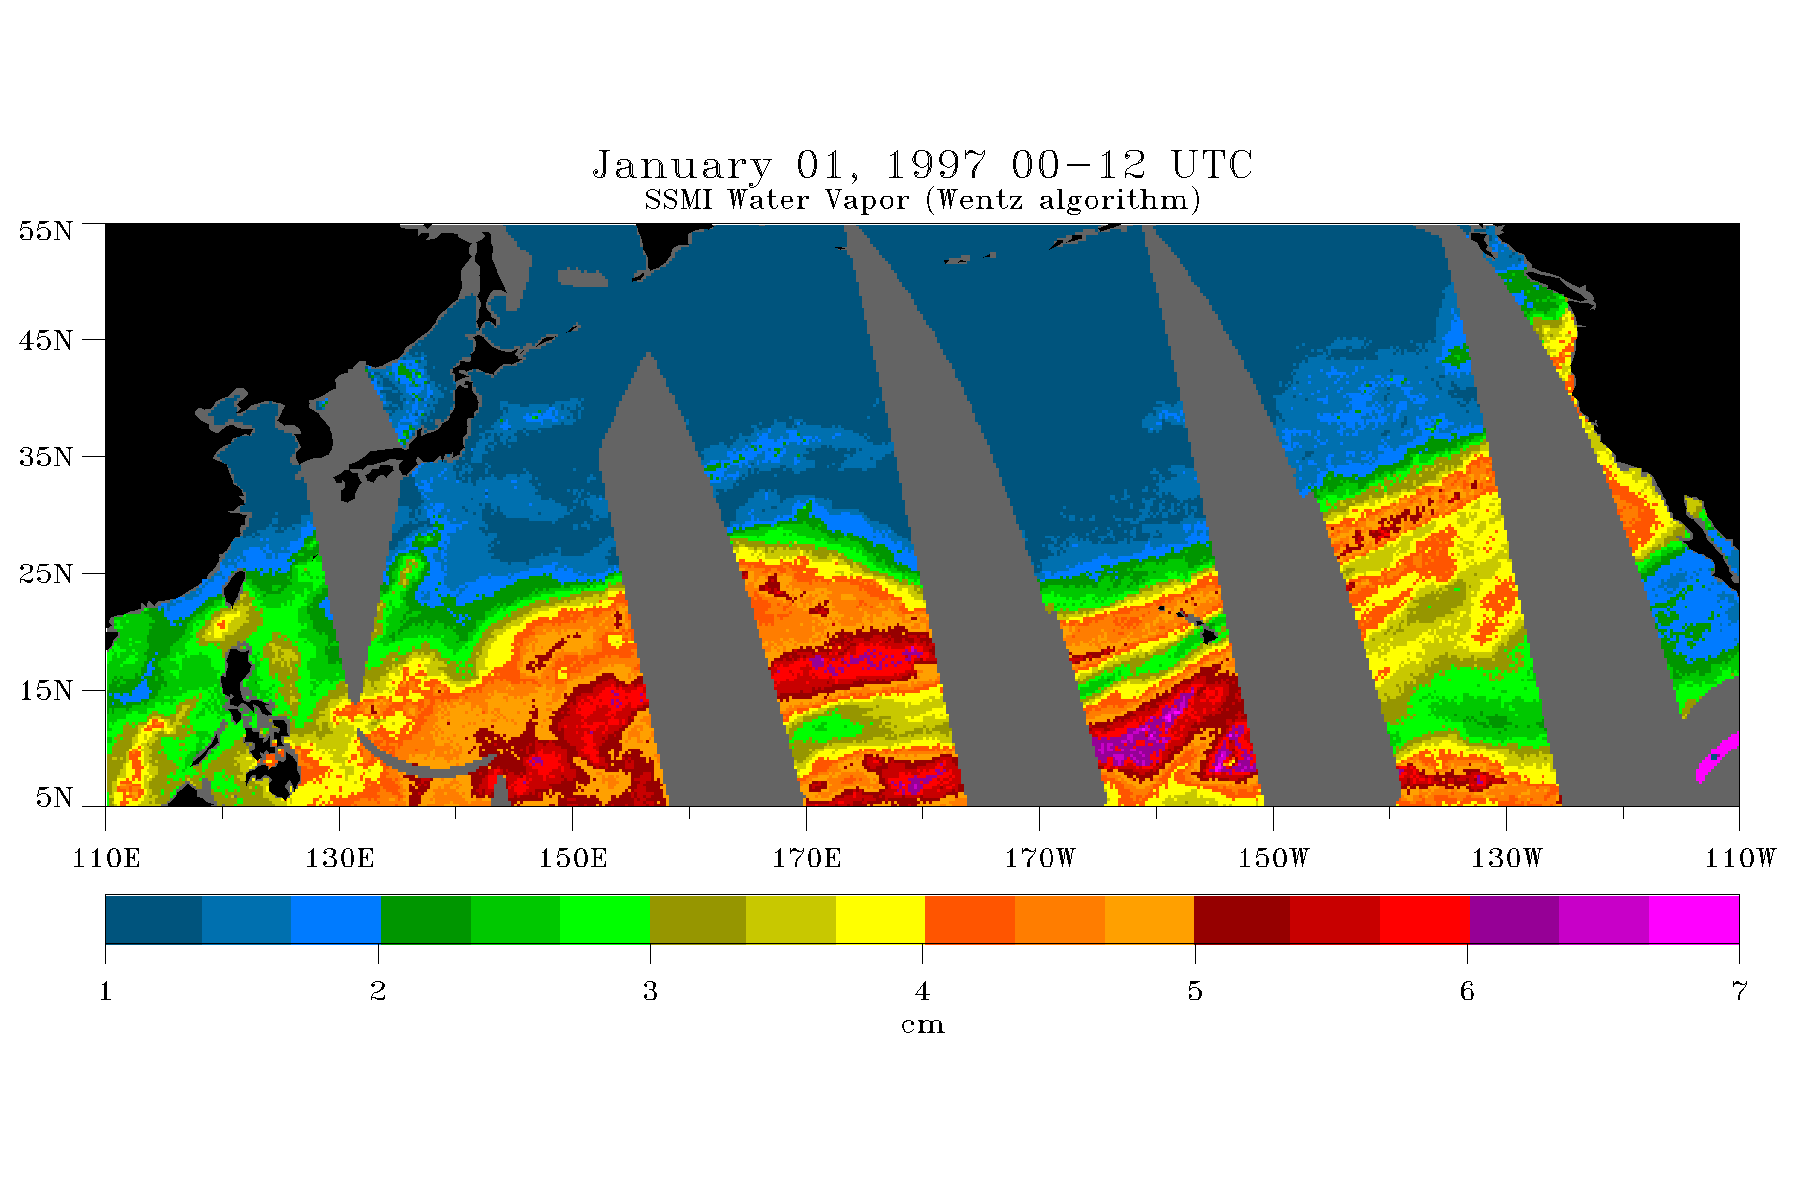 January 01, 1997 00-12 UTC
SSMI Water Vapor (Wentz algorithm)
55N
45N
35N
25N
15N
5N
110E 130E 150E 170E 170W 150W 130W 110W
1 2 3 4 5 6 7
cm